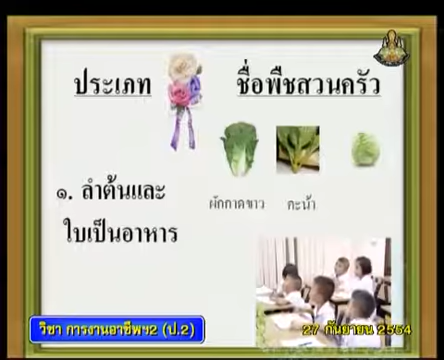 ประเภท ชื่อพืชสวนครัว
๑. ลำต้นและ
ใบเป็นอาหาร
ผักกาดขาว คะน้า
วิชา การงานอาชีพฯ2 (ป.2)
27 กันยายน 2554